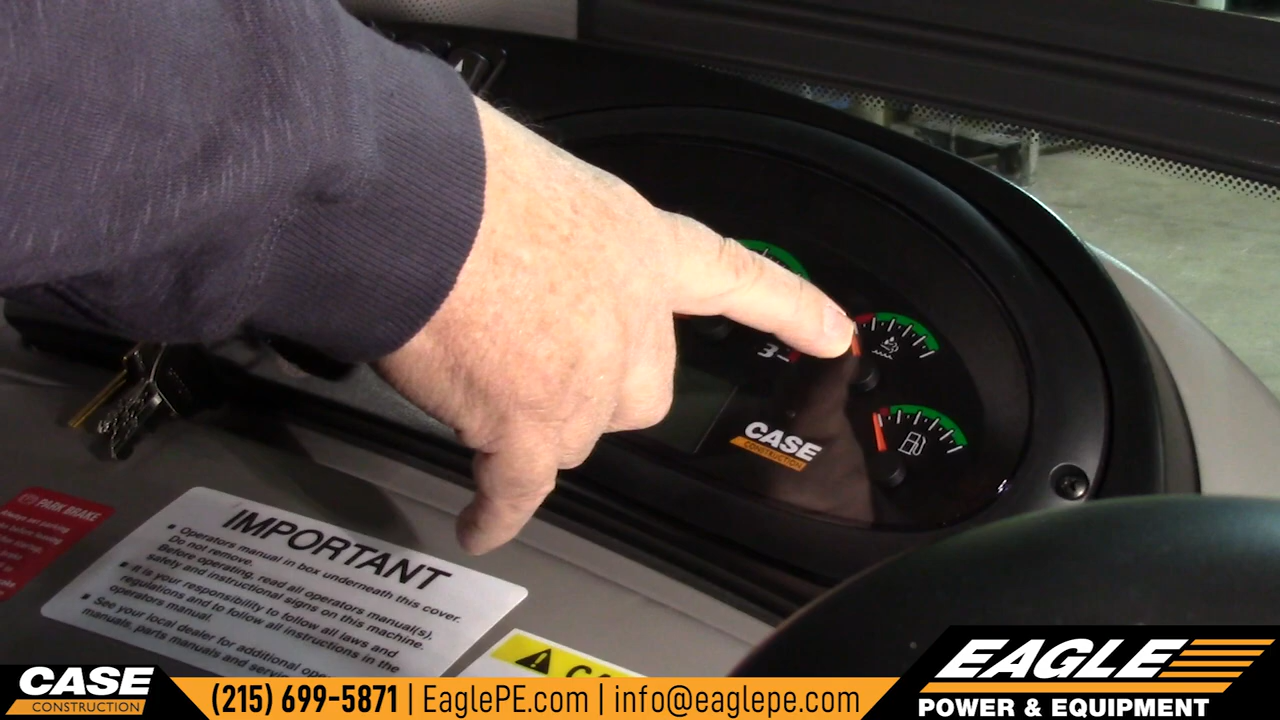 3
CASE
CONSTRUCTION
PARK BRAKE
IMPORTANT
▪ Operators manual in box underneath this cover.
Do not remove.
Before operating, read all operators manual(s),
safety and instructional signs on this machine.
▪ It is your responsibility to follow all laws and
regulations and to follow all instructions in the
operators manual.
▪ See your local dealer for additional
manuals, parts manuals and
CASE
CONSTRUCTION
(215) 699-5871 | EaglePE.com | info@eaglepe.com
EAGLE
POWER & EQUIPMENT